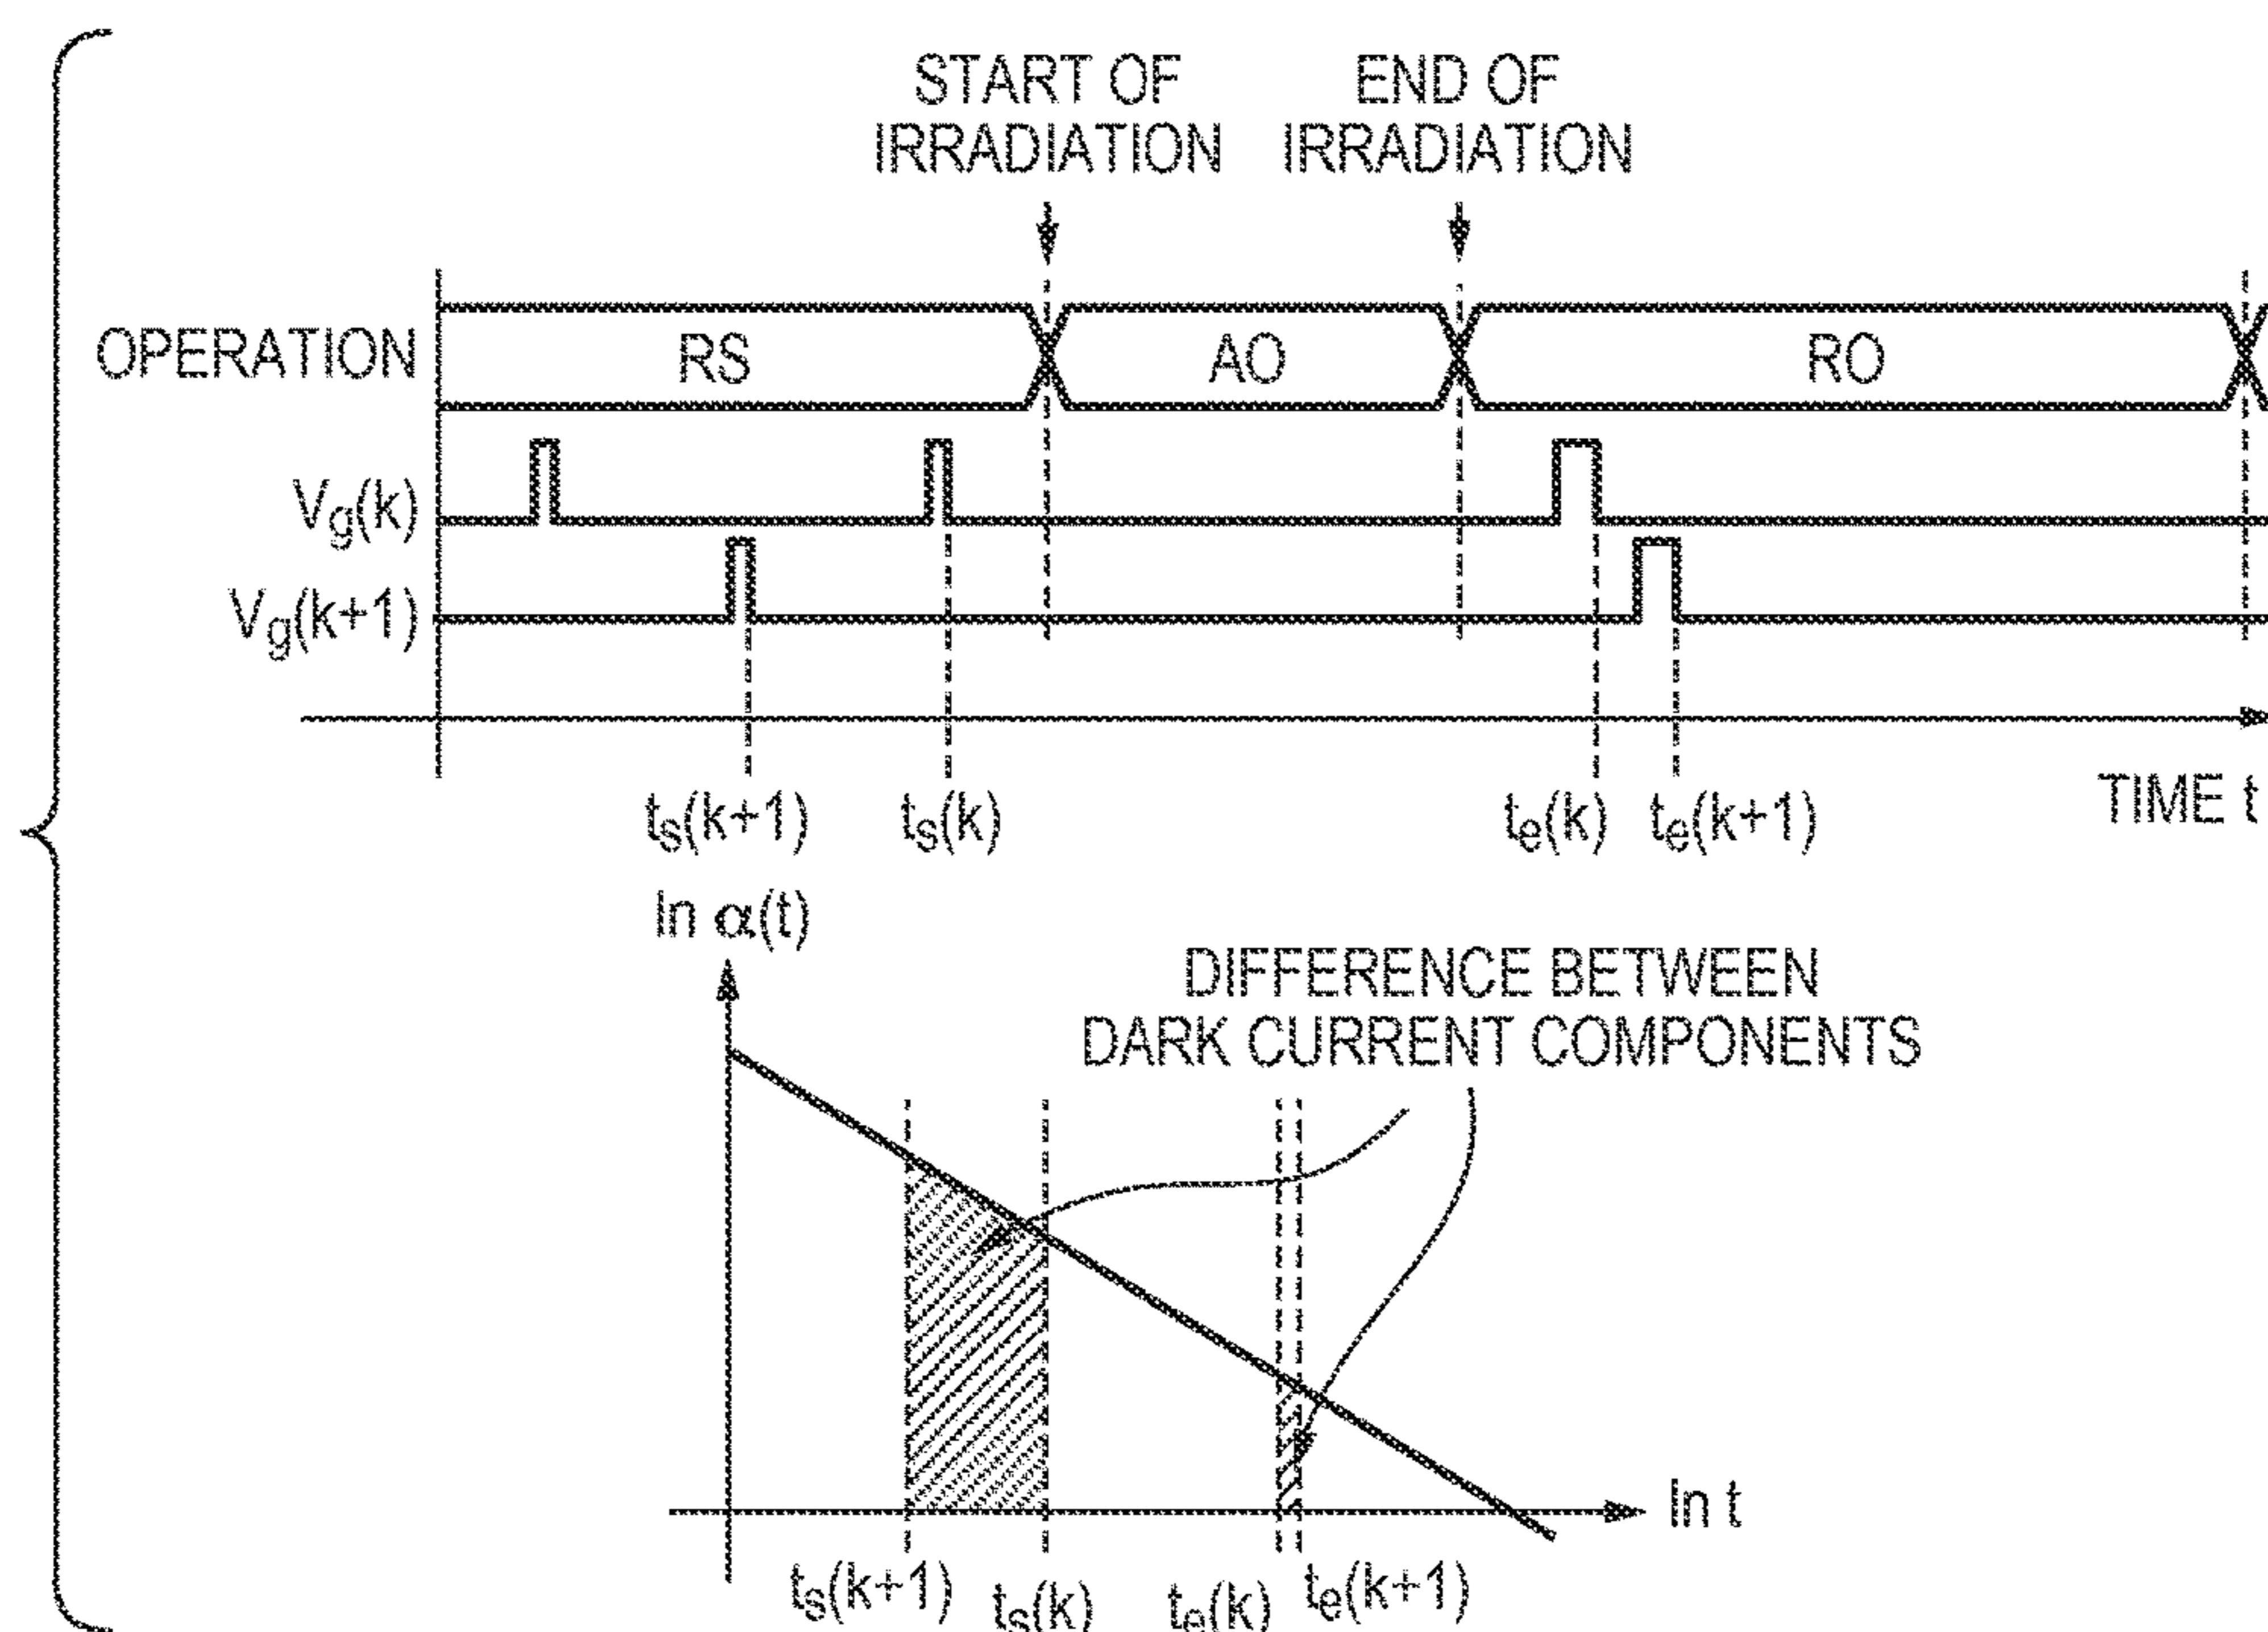 START OF
IRRADIATION
END OF
IRRADIATION
OPERATION
RS
AO
RO
Vg(k)
Vg(k+1)
ts(k+1)
ts(k)
te(k)
te(k+1)
TIME t
ln α(t)
DIFFERENCE BETWEEN
DARK CURRENT COMPONENTS
ln t
ts(k+1)
ts(k)
te(k)
te(k+1)